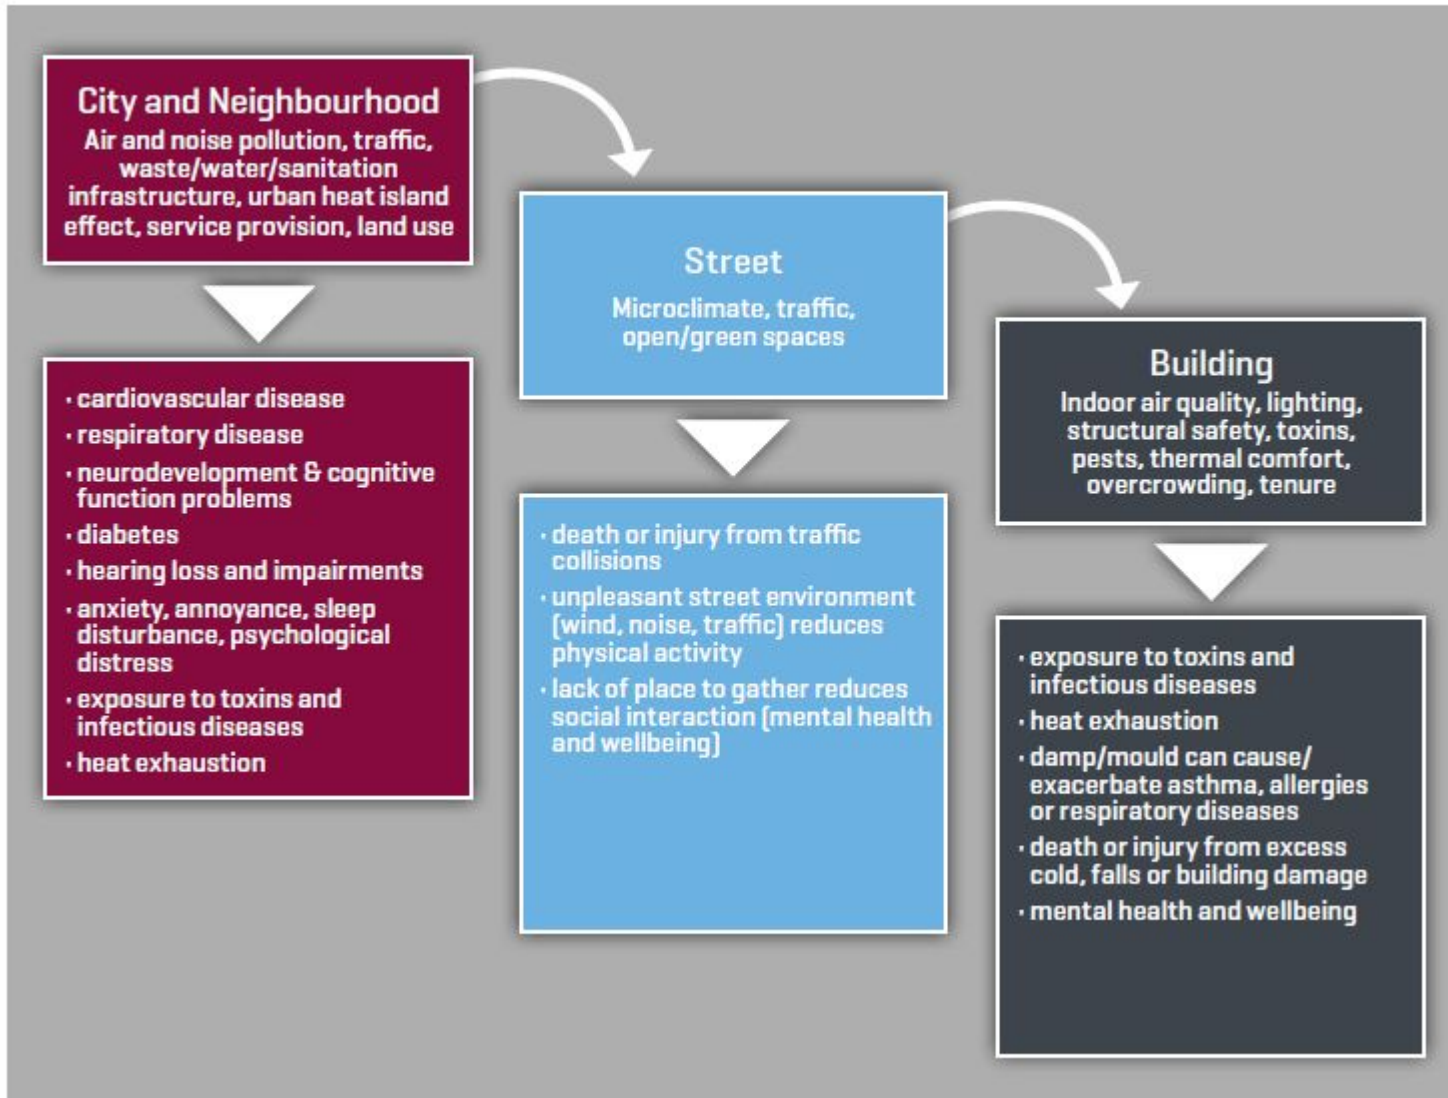 City and Neighbourhood
Air and noise pollution, traffic,
waste/water/sanitation
infrastructure, urban heat island
effect, service provision, land use
· cardiovascular disease
· respiratory disease
· neurodevelopment & cognitive
function problems
· diabetes
· hearing loss and impairments
· anxiety, annoyance, sleep
disturbance, psychological
distress
· exposure to toxins and
infectious diseases
· heat exhaustion
Street
Microclimate, traffic,
open/green spaces
· death or injury from traffic
collisions
· unpleasant street environment
(wind, noise, traffic) reduces
physical activity
· lack of place to gather reduces
social interaction (mental health
and wellbeing)
Building
Indoor air quality, lighting,
structural safety, toxins,
pests, thermal comfort,
overcrowding, tenure
· exposure to toxins and
infectious diseases
· heat exhaustion
· damp/mould can cause/
exacerbate asthma, allergies
or respiratory diseases
· death or injury from excess
cold, falls or building damage
· mental health and wellbeing